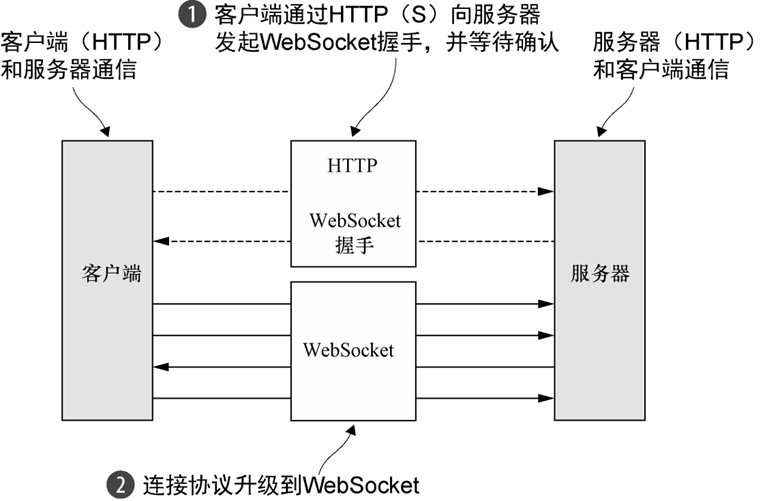 ❶ 客户端通过HTTP（S）向服务器
发起WebSocket握手，并等待确认
客户端（HTTP）
和服务器通信
服务器（HTTP）
和客户端通信
HTTP
WebSocket
握手
客户端
服务器
WebSocket
❷ 连接协议升级到WebSocket